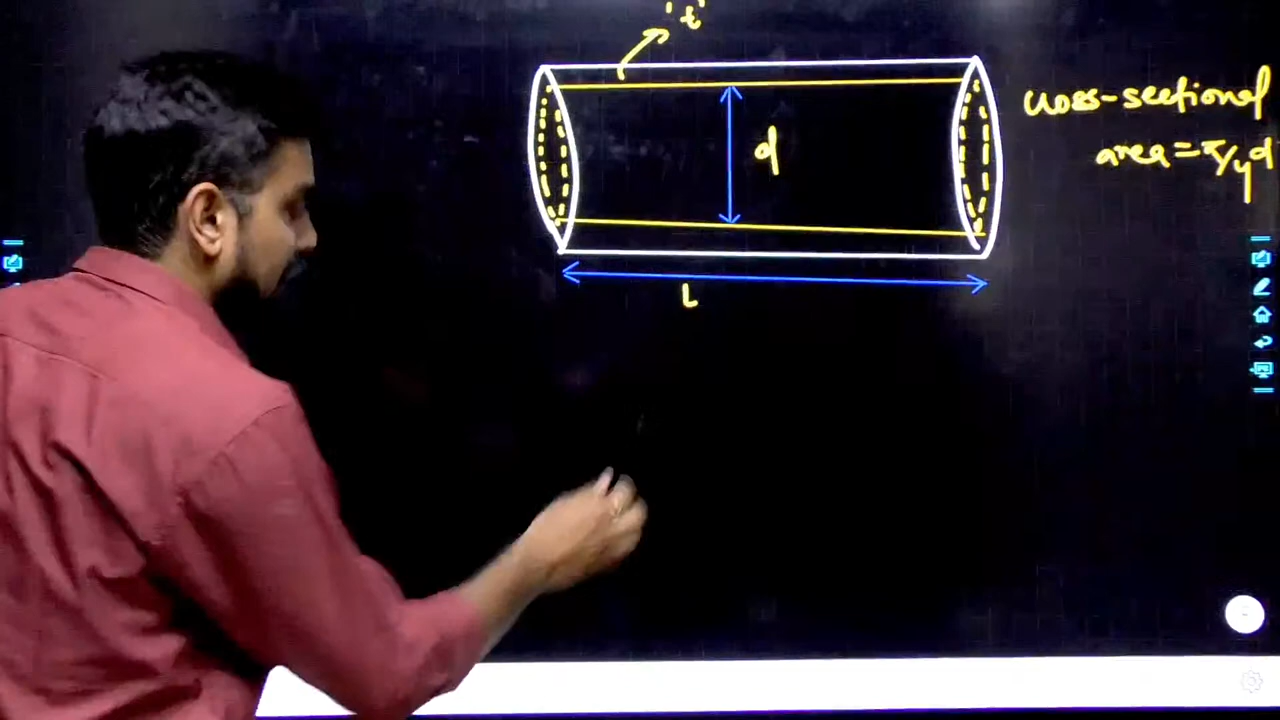 't'
d
cross-sectional
area = π/4 d
L